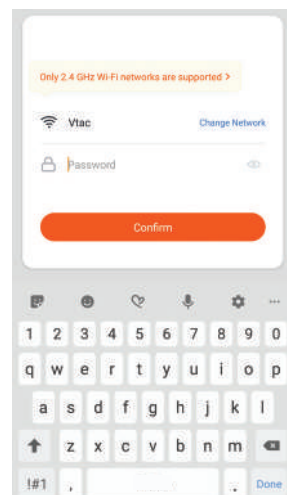 Only 2.4 GHz Wi-Fi networks are supported >
Vtac Change Network
Password
Confirm
1 2 3 4 5 6 7 8 9 0
q w e r t y u i o p
a s d f g h j k l
z x c v b n m
!#1 , . Done